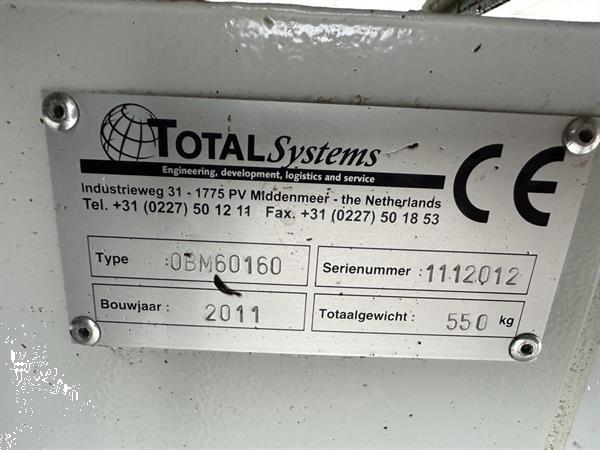 TOTALSystems
Engineering, development, logistics and service
Industrieweg 31 - 1775 PV MIddenmeer - the Netherlands
Tel. +31 (0227) 50 12 11 Fax. +31 (0227) 50 18 53
CE
Type :OBM60160
Serienummer :1112012
Bouwjaar : 2011
Totaalgewicht : 550 kg